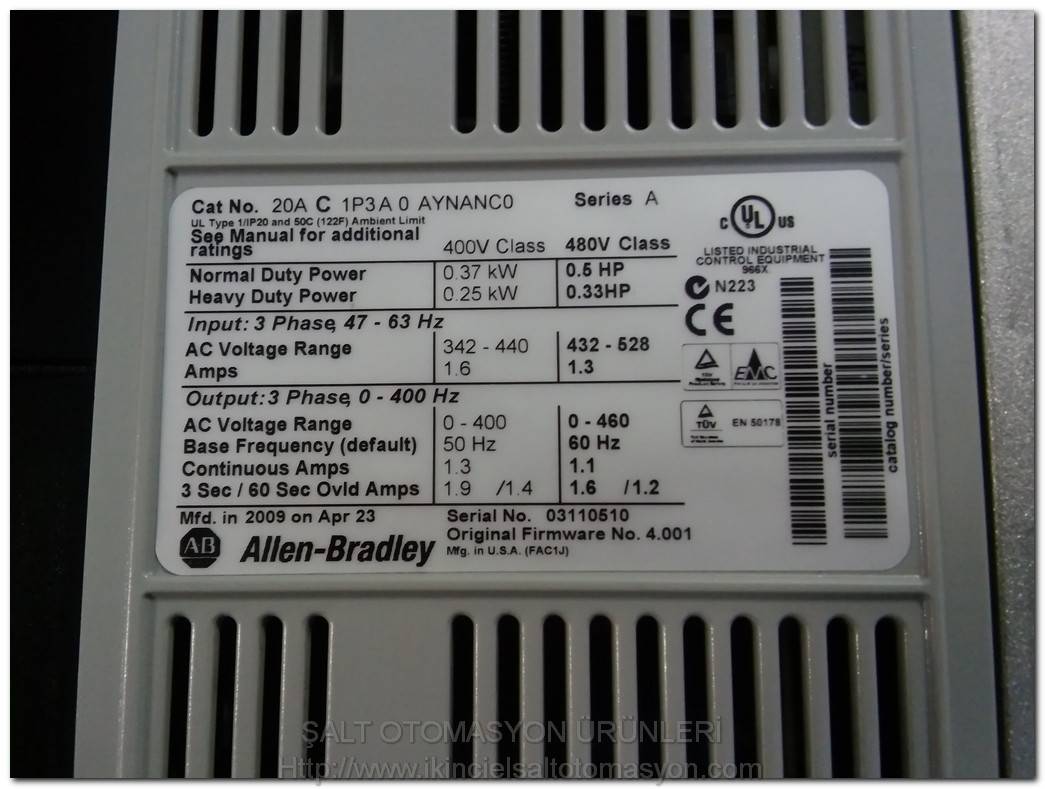 Cat No. 20A C 1P3 A 0 AYNANC0 Series A
UL Type 1/IP20 and 50C (122F) Ambient Limit
See Manual for additional
ratings 400V Class 480V Class
Normal Duty Power 0.37 kW 0.5 HP
Heavy Duty Power 0.25 kW 0.33HP
Input: 3 Phase, 47 - 63 Hz
AC Voltage Range 342 - 440 432 - 528
Amps 1.6 1.3
Output: 3 Phase, 0 - 400 Hz
AC Voltage Range 0 - 400 0 - 460
Base Frequency (default) 50 Hz 60 Hz
Continuous Amps 1.3 1.1
3 Sec / 60 Sec Ovld Amps 1.9 /1.4 1.6 /1.2
Mfd. in 2009 on Apr 23 Serial No. 03110510
Original Firmware No. 4.001
AB Allen-Bradley Mfg. in U.S.A. (FAC1J)
C UL US
LISTED INDUSTRIAL
CONTROL EQUIPMENT
966X
N223
CE
EMC
TÜV EN 50178
serial number
catalog number/series
ŞALT OTOMASYON ÜRÜNLERİ
Http://www.ikincielsaltotomasyon.com